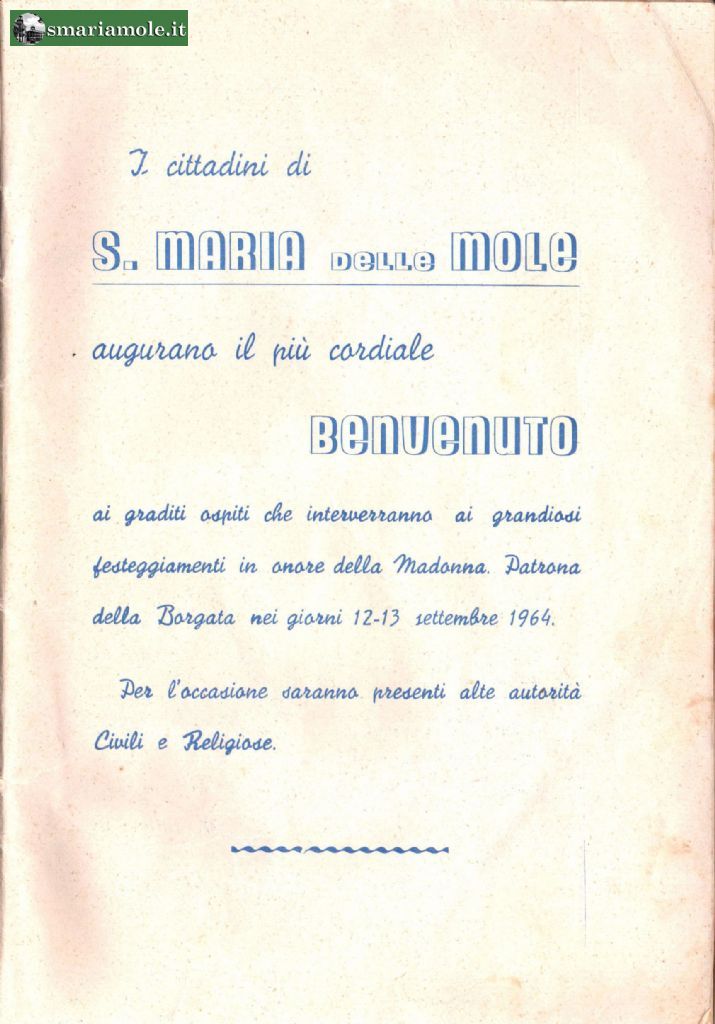 smariamole.it
I cittadini di
S. MARIA DELLE MOLE
augurano il più cordiale
BENVENUTO
ai graditi ospiti che interverranno ai grandiosi
festeggiamenti in onore della Madonna. Patrona
della Borgata nei giorni 12-13 settembre 1964.
Per l'occasione saranno presenti alte autorità
Civili e Religiose.